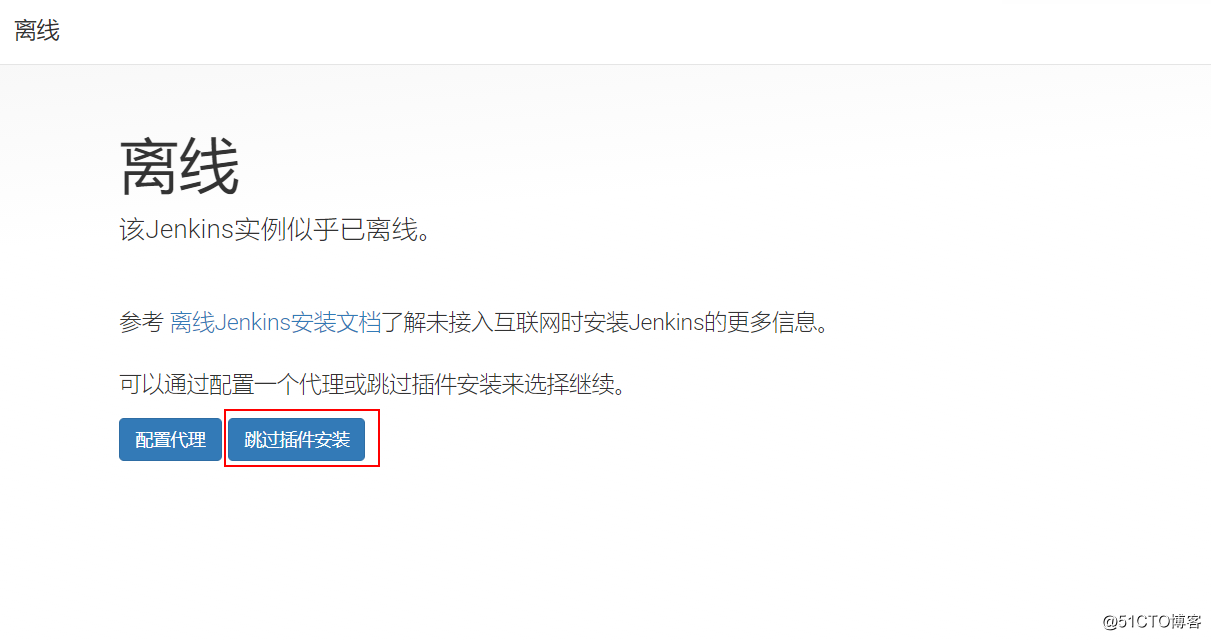 离线
离线
该Jenkins实例似乎已离线。
参考 离线Jenkins安装文档了解未接入互联网时安装Jenkins的更多信息。
可以通过配置一个代理或跳过插件安装来选择继续。
配置代理 跳过插件安装
@51CTO博客